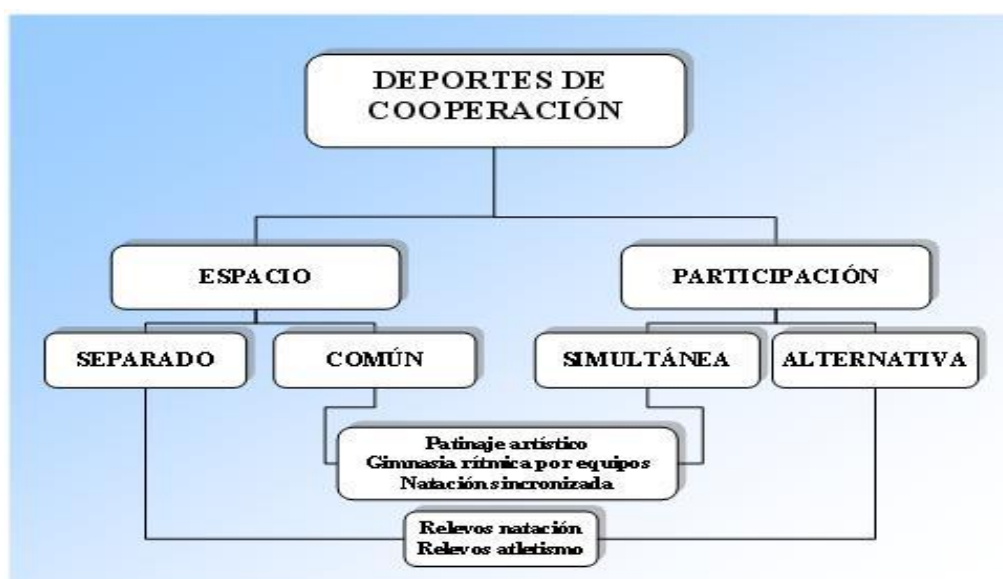 DEPORTES DE
COOPERACIÓN
ESPACIO
PARTICIPACIÓN
SEPARADO
COMÚN
SIMULTÁNEA
ALTERNATIVA
Patinaje artístico
Gimnasia rítmica por equipos
Natación sincronizada
Relevos natación
Relevos atletismo